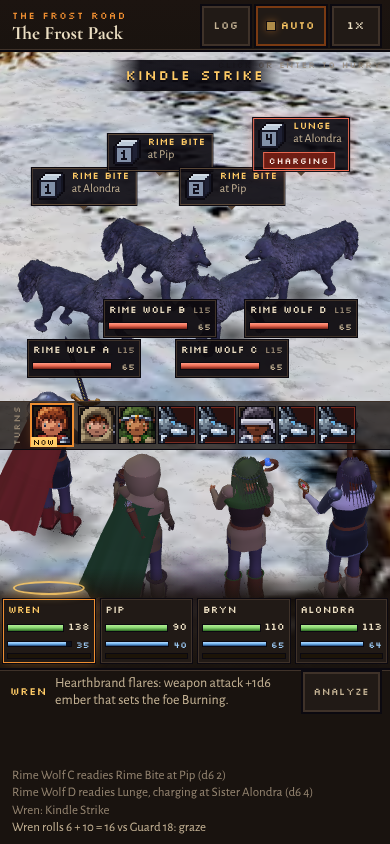 THE FROST ROAD
The Frost Pack
LOG
AUTO
1X
KINDLE STRIKE
4
LUNGE
at Alondra
CHARGING
1
RIME BITE
at Pip
1
RIME BITE
at Alondra
2
RIME BITE
at Pip
RIME WOLF B L15
65
RIME WOLF D L15
65
RIME WOLF A L15
65
RIME WOLF C L15
65
TURNS
NOW
WREN
138
35
PIP
90
40
BRYN
110
65
ALONDRA
113
64
WREN
Hearthbrand flares: weapon attack +1d6
ember that sets the foe Burning.
ANALYZE
Rime Wolf C readies Rime Bite at Pip (d6 2)
Rime Wolf D readies Lunge, charging at Sister Alondra (d6 4)
Wren: Kindle Strike
Wren rolls 6 + 10 = 16 vs Guard 18: graze